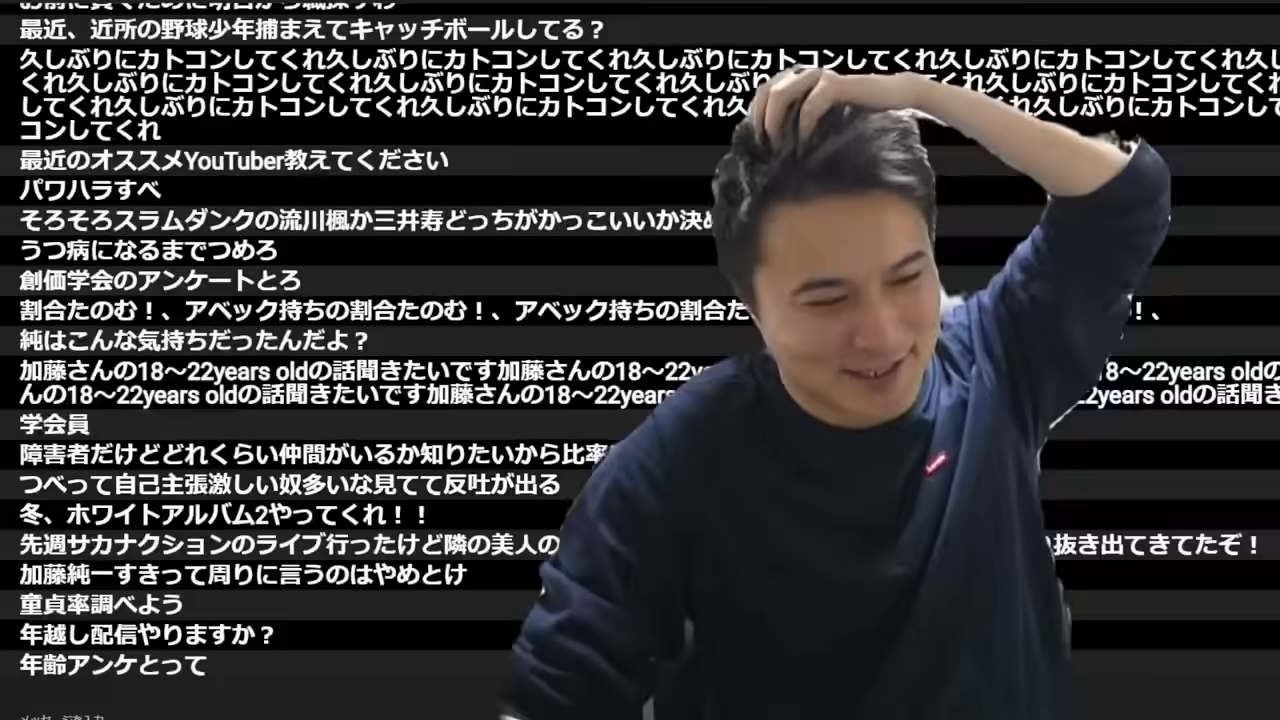 最近、近所の野球少年捕まえてキャッチボールしてる？
久しぶりにカトコンしてくれ久しぶりにカトコンしてくれ久しぶりにカトコンしてくれ久しぶりにカトコンしてくれ久し
くれ久しぶりにカトコンしてくれ久しぶりにカトコンしてくれ久しぶり てくれ久しぶりにカトコンしてくれ
してくれ久しぶりにカトコンしてくれ久しぶりにカトコンしてくれ久 れ久しぶりにカトコンしてくれ
コンしてくれ
最近のオススメYouTuber教えてください
パワハラすべ
そろそろスラムダンクの流川楓か三井寿どっちがかっこいいか決
うつ病になるまでつめろ
創価学会のアンケートとろ
割合たのむ！、アベック持ちの割合たのむ！、アベック持ちの割合た ！、
純はこんな気持ちだったんだよ？
加藤さんの18〜22years oldの話聞きたいです加藤さんの18〜22y 18〜22years oldの
んの18〜22years oldの話聞きたいです加藤さんの18〜22years 22years oldの話聞き
学会員
障害者だけどどれくらい仲間がいるか知りたいから比率
つべって自己主張激しい奴多いな見てて反吐が出る
冬、ホワイトアルバム2やってくれ！！
先週サカナクションのライブ行ったけど隣の美人の 抜き出てきてたぞ！
加藤純一すきって周りに言うのはやめとけ
童貞率調べよう
年越し配信やりますか？
年齢アンケとって